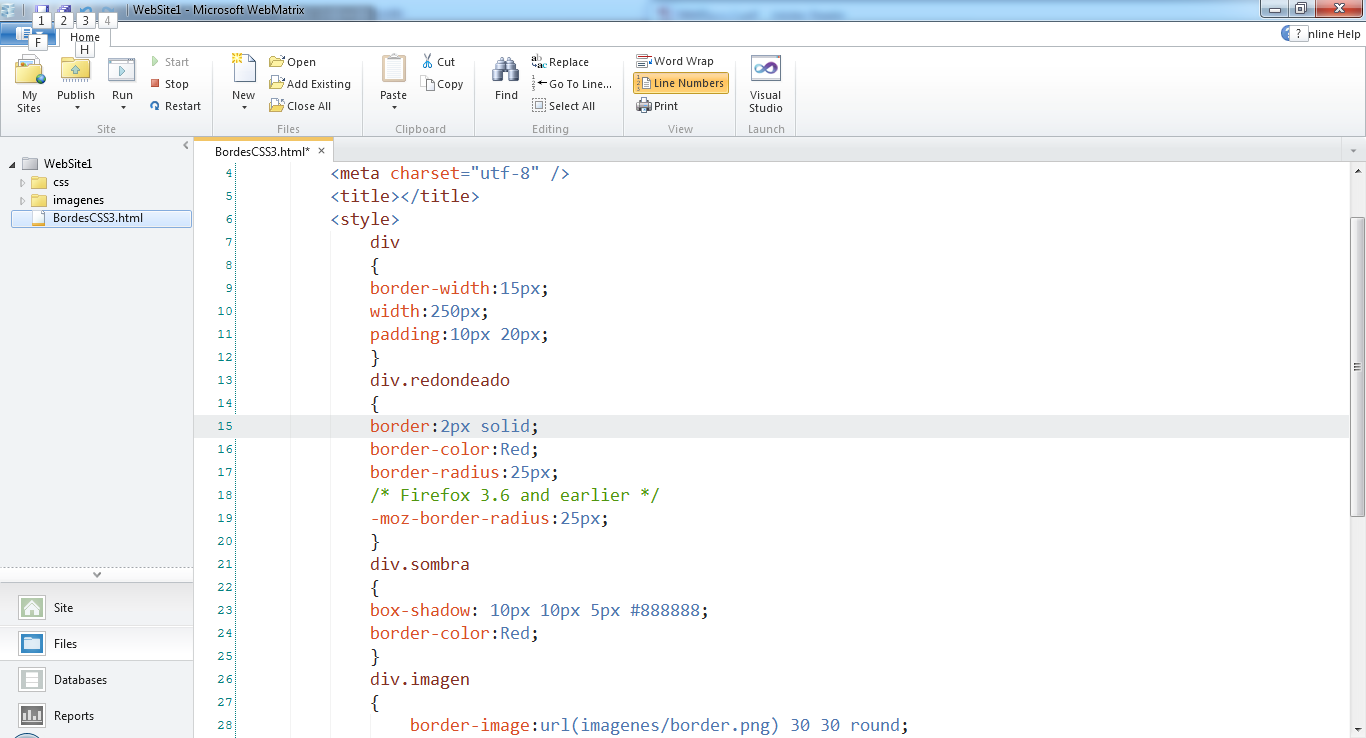 WebSite1 - Microsoft WebMatrix
1 2 3 4
F
Home
H
? nline Help
My Sites
Publish
Run
Start
Stop
Restart
Site
New
Open
Add Existing
Close All
Files
Paste
Cut
Copy
Clipboard
Find
Replace
Go To Line...
Select All
Editing
Word Wrap
Line Numbers
Print
View
Visual Studio
Launch
WebSite1
css
imagenes
BordesCSS3.html
Site
Files
Databases
Reports
BordesCSS3.html* ×
4 <meta charset="utf-8" />
5 <title></title>
6 <style>
7 div
8 {
9 border-width:15px;
10 width:250px;
11 padding:10px 20px;
12 }
13 div.redondeado
14 {
15 border:2px solid;
16 border-color:Red;
17 border-radius:25px;
18 /* Firefox 3.6 and earlier */
19 -moz-border-radius:25px;
20 }
21 div.sombra
22 {
23 box-shadow: 10px 10px 5px #888888;
24 border-color:Red;
25 }
26 div.imagen
27 {
28 border-image:url(imagenes/border.png) 30 30 round;